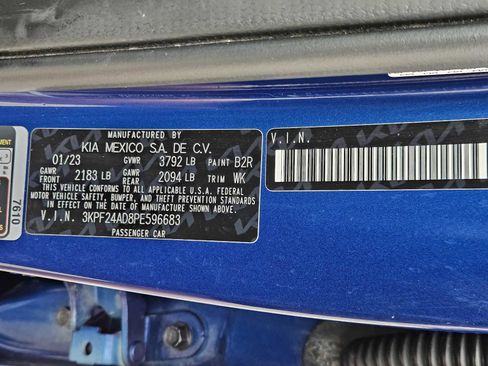 MANUFACTURED BY
KIA MEXICO S.A. DE C.V.
01/23 GVWR 3792 LB PAINT B2R
GAWR FRONT 2183 LB GAWR REAR 2094 LB TRIM WK
THIS VEHICLE CONFORMS TO ALL APPLICABLE U.S.A. FEDERAL
MOTOR VEHICLE SAFETY, BUMPER, AND THEFT PREVENTION STANDARDS
IN EFFECT ON THE DATE OF MANUFACTURE SHOWN ABOVE.
V.I.N. 3KPF24AD8PE596683
PASSENGER CAR
V.I.N.
7610